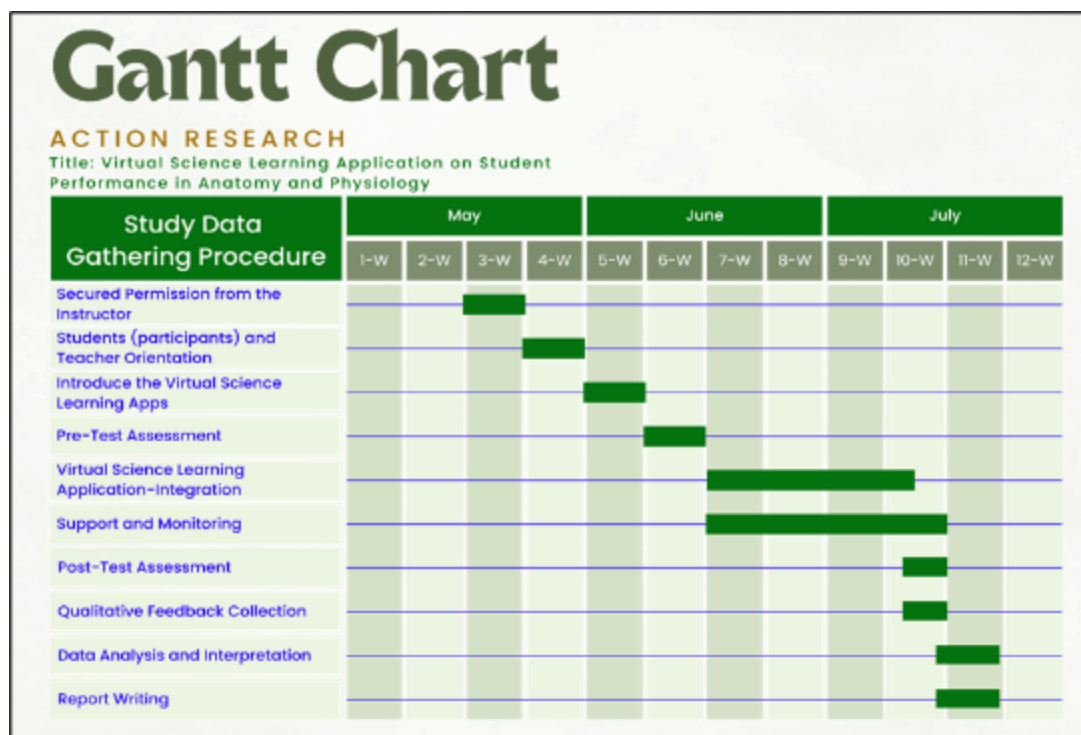 Gantt Chart
ACTION RESEARCH
Title: Virtual Science Learning Application on Student
Performance in Anatomy and Physiology
Study Data
Gathering Procedure
May
June
July
1-W
2-W
3-W
4-W
5-W
6-W
7-W
8-W
9-W
10-W
11-W
12-W
Secured Permission from the
Instructor
Students (participants) and
Teacher Orientation
Introduce the Virtual Science
Learning Apps
Pre-Test Assessment
Virtual Science Learning
Application-Integration
Support and Monitoring
Post-Test Assessment
Qualitative Feedback Collection
Data Analysis and Interpretation
Report Writing